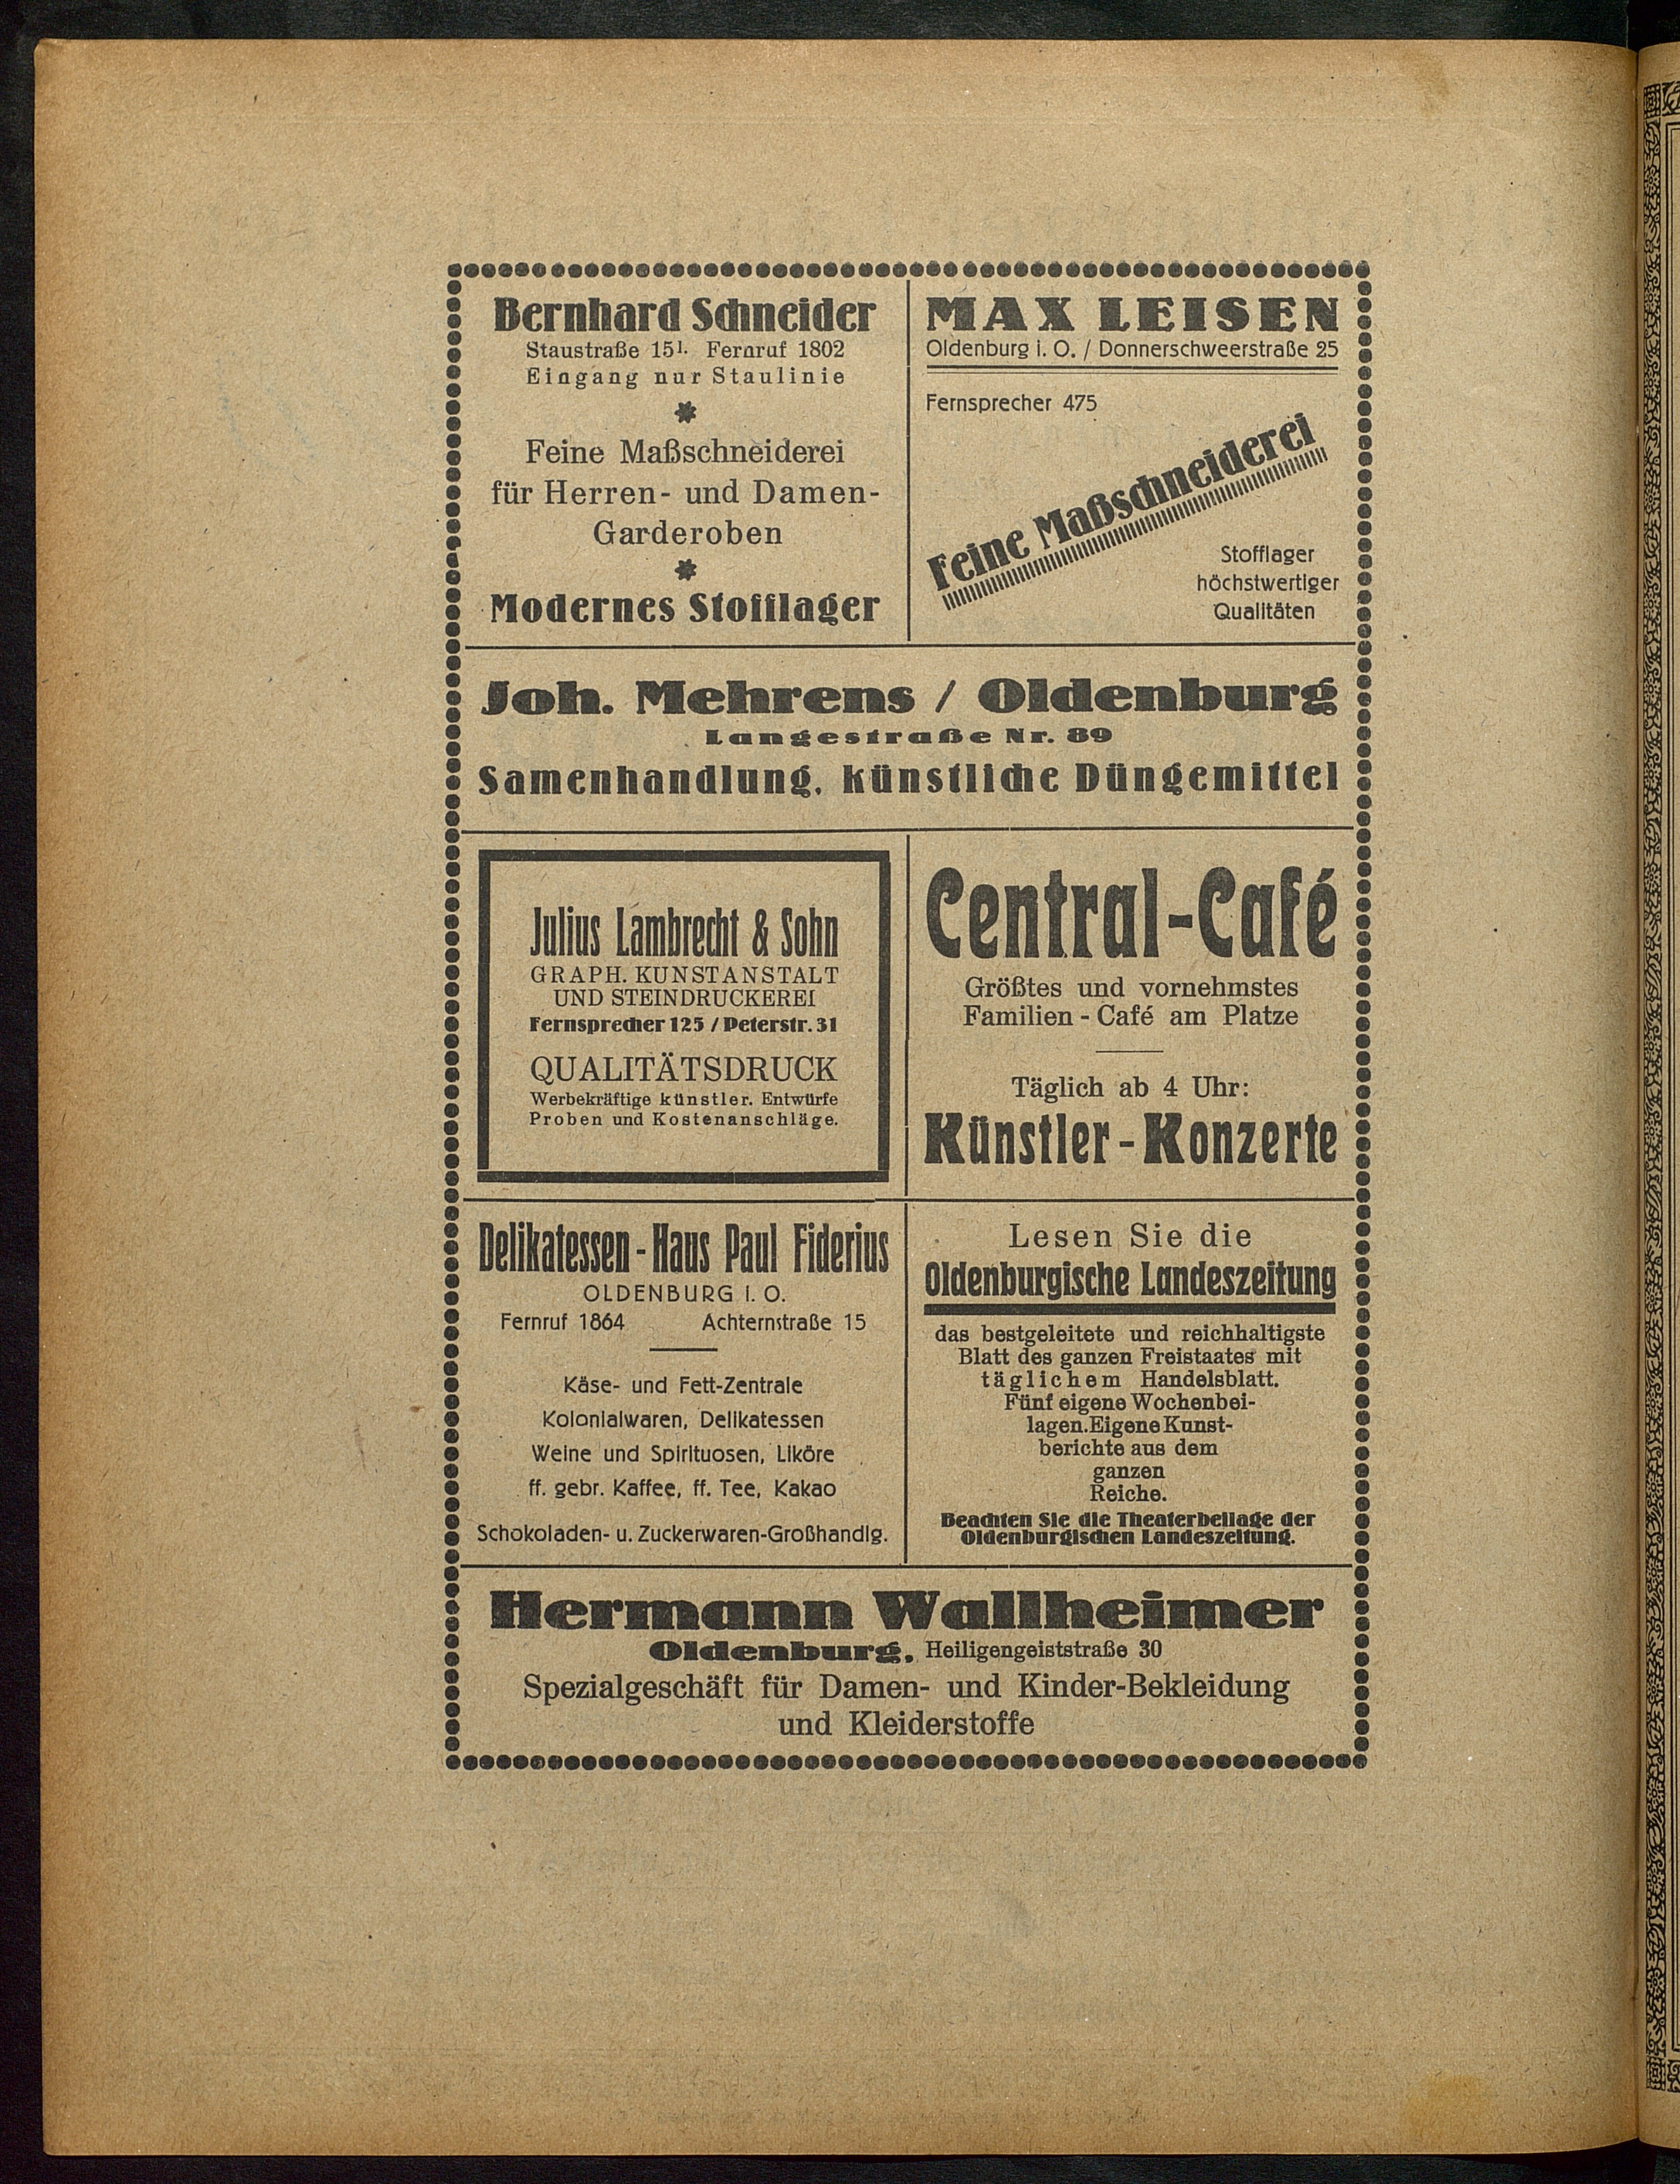 Bernhard Schneider
Staustraße 15¹· Fernruf 1802
Eingang nur Staulinie
Feine Maßschneiderei
für Herren- und Damen-
Garderoben
Modernes Stofflager
MAX LEISEN
Oldenburg i. O. / Donnerschweerstraße 25
Fernsprecher 475
Feine Maßschneiderei
Stofflager
höchstwertiger
Qualitäten
Joh. Mehrens / Oldenburg
Langestraße Nr. 89
Samenhandlung, künstliche Düngemittel
Julius Lambrecht & Sohn
GRAPH. KUNSTANSTALT
UND STEINDRUCKEREI
Fernsprecher 125 / Peterstr. 31
QUALITÄTSDRUCK
Werbekräftige künstler. Entwürfe
Proben und Kostenanschläge.
Central-Café
Größtes und vornehmstes
Familien-Café am Platze
Täglich ab 4 Uhr:
Künstler-Konzerte
Delikatessen-Haus Paul Fiderius
OLDENBURG I. O.
Fernruf 1864 Achternstraße 15
Käse- und Fett-Zentrale
Kolonialwaren, Delikatessen
Weine und Spirituosen, Liköre
ff. gebr. Kaffee, ff. Tee, Kakao
Schokoladen- u. Zuckerwaren-Großhandlg.
Lesen Sie die
Oldenburgische Landeszeitung
das bestgeleitete und reichhaltigste
Blatt des ganzen Freistaates mit
täglichem Handelsblatt.
Fünf eigene Wochenbei-
lagen. Eigene Kunst-
berichte aus dem
ganzen
Reiche.
Beachten Sie die Theaterbeilage der
Oldenburgischen Landeszeitung.
Hermann Wallheimer
Oldenburg, Heiligengeiststraße 30
Spezialgeschäft für Damen- und Kinder-Bekleidung
und Kleiderstoffe